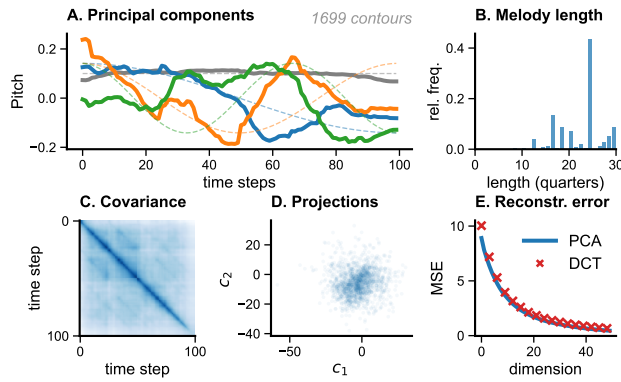 A. Principal components
1699 contours
Pitch
0.2
0.0
−0.2
0
20
40
60
80
100
time steps
B. Melody length
rel. freq.
0.4
0.2
0.0
0
10
20
30
length (quarters)
C. Covariance
time step
0
100
0
100
time step
D. Projections
c2
20
0
−20
−40
−50
0
c1
E. Reconstr. error
MSE
10
5
0
PCA
DCT
0
20
40
dimension